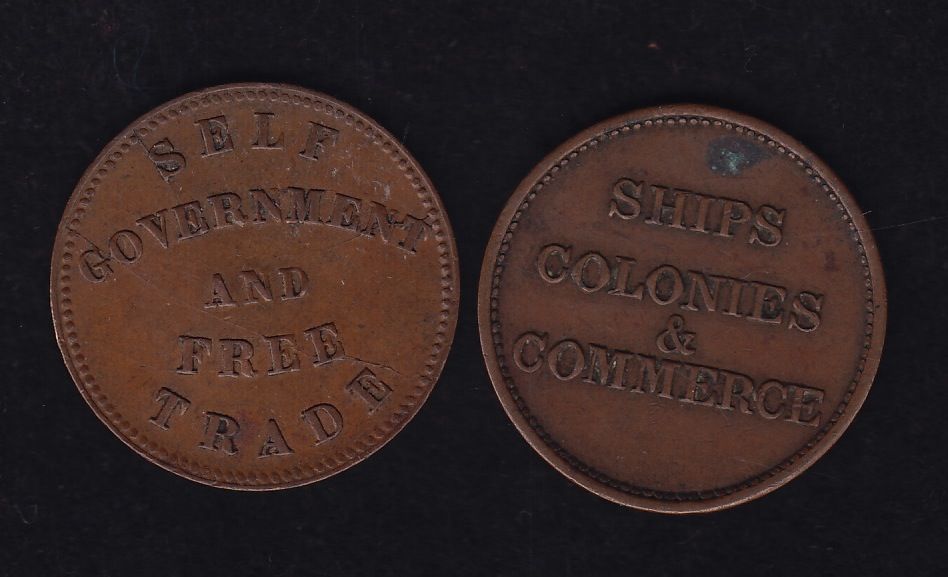 SELF
GOVERNMENT
AND
FREE
TRADE
SHIPS
COLONIES
&
COMMERCE